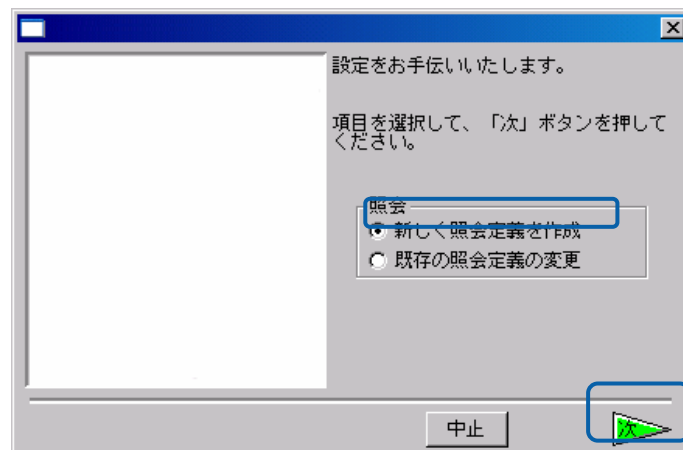 設定をお手伝いいたします。
項目を選択して、「次」ボタンを押して
ください。
照会
新しく照会定義を作成
既存の照会定義の変更
中止
次